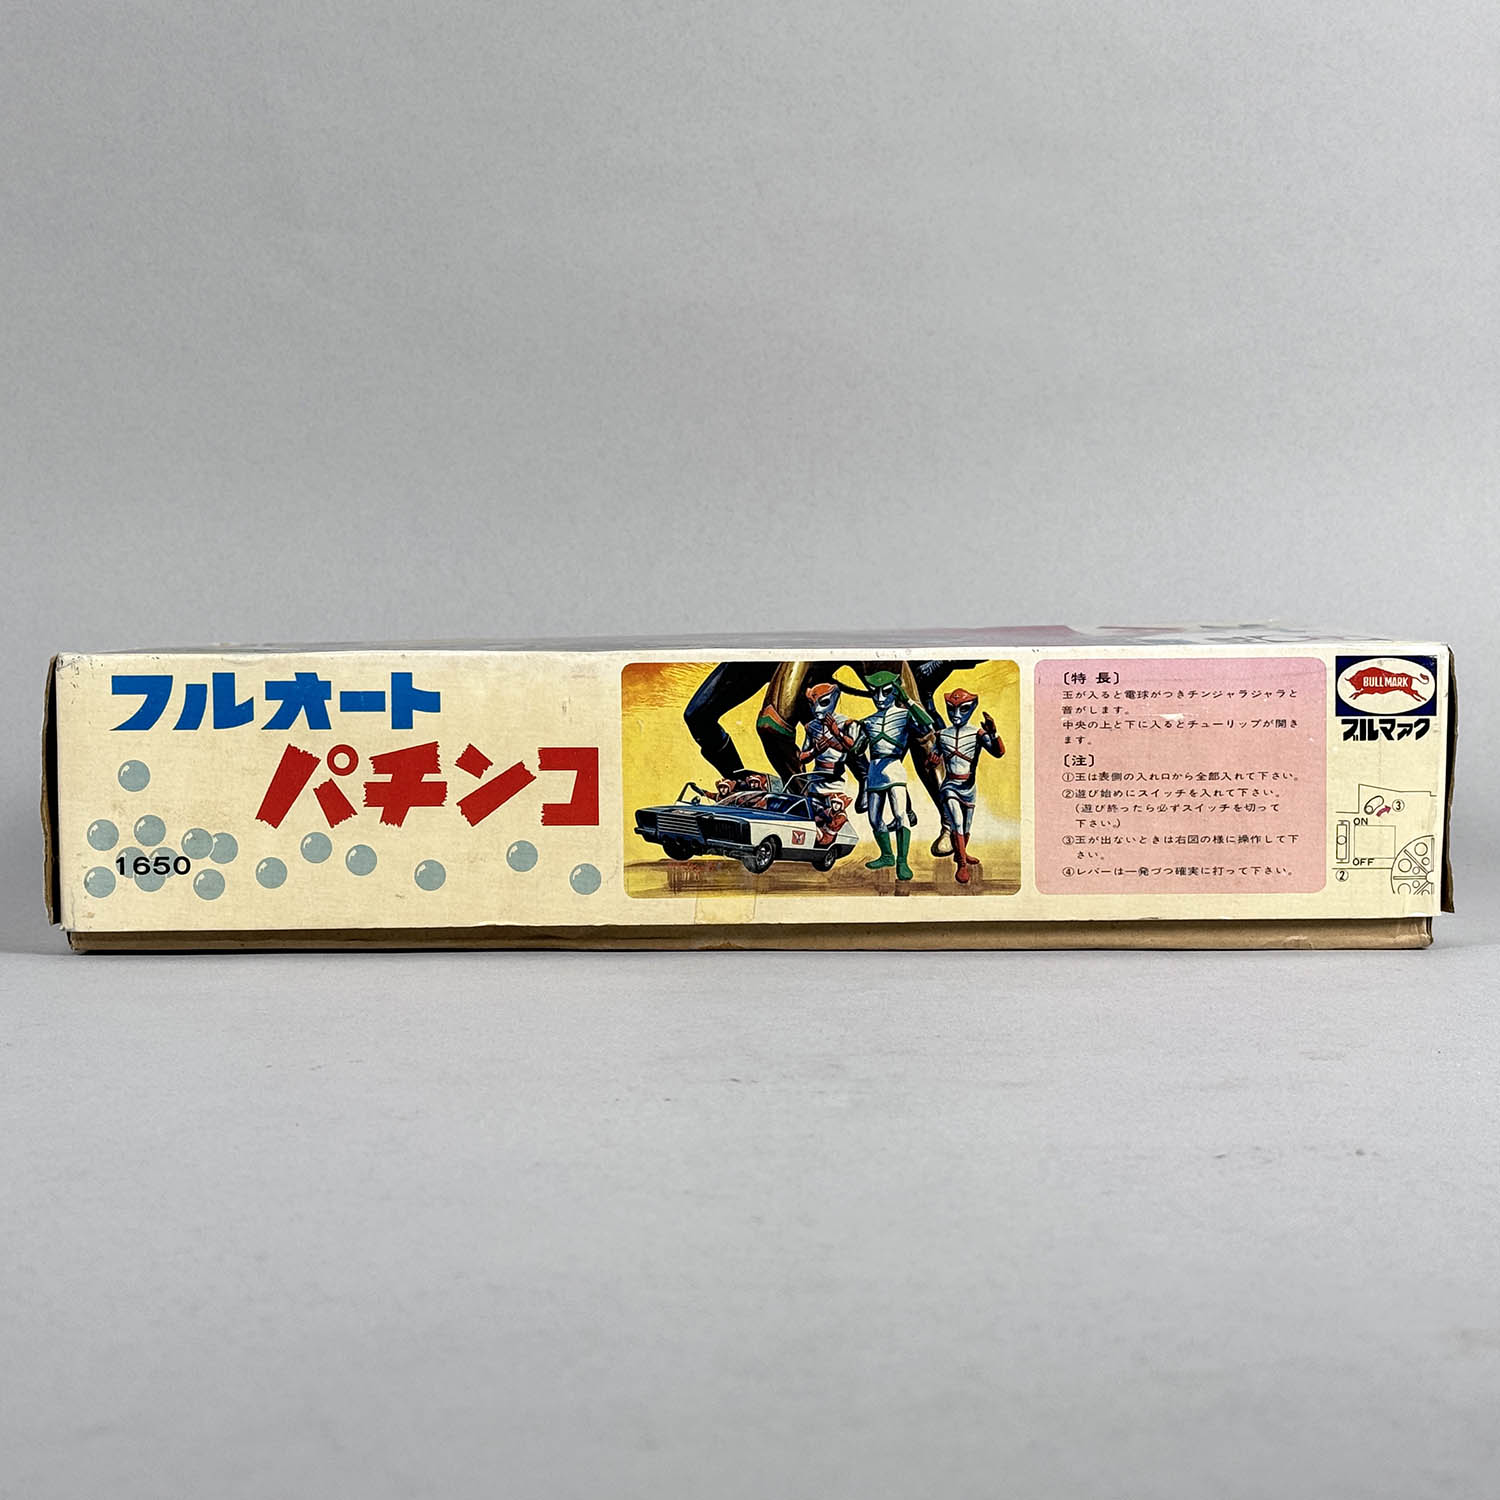 フルオート
パチンコ
1650
〔特長〕
玉が入ると電球がつきチンジャラジャラと
音がします。
中央の上と下に入るとチューリップが開き
ます。
〔注〕
①玉は表側の入れ口から全部入れて下さい。
②遊び始めにスイッチを入れて下さい。
(遊び終ったら必ずスイッチを切って
下さい。)
③玉が出ないときは右図の様に操作して下
さい。
④レバーは一発づつ確実に打って下さい。
BULLMARK
ブルマァク
③
ON
OFF
②